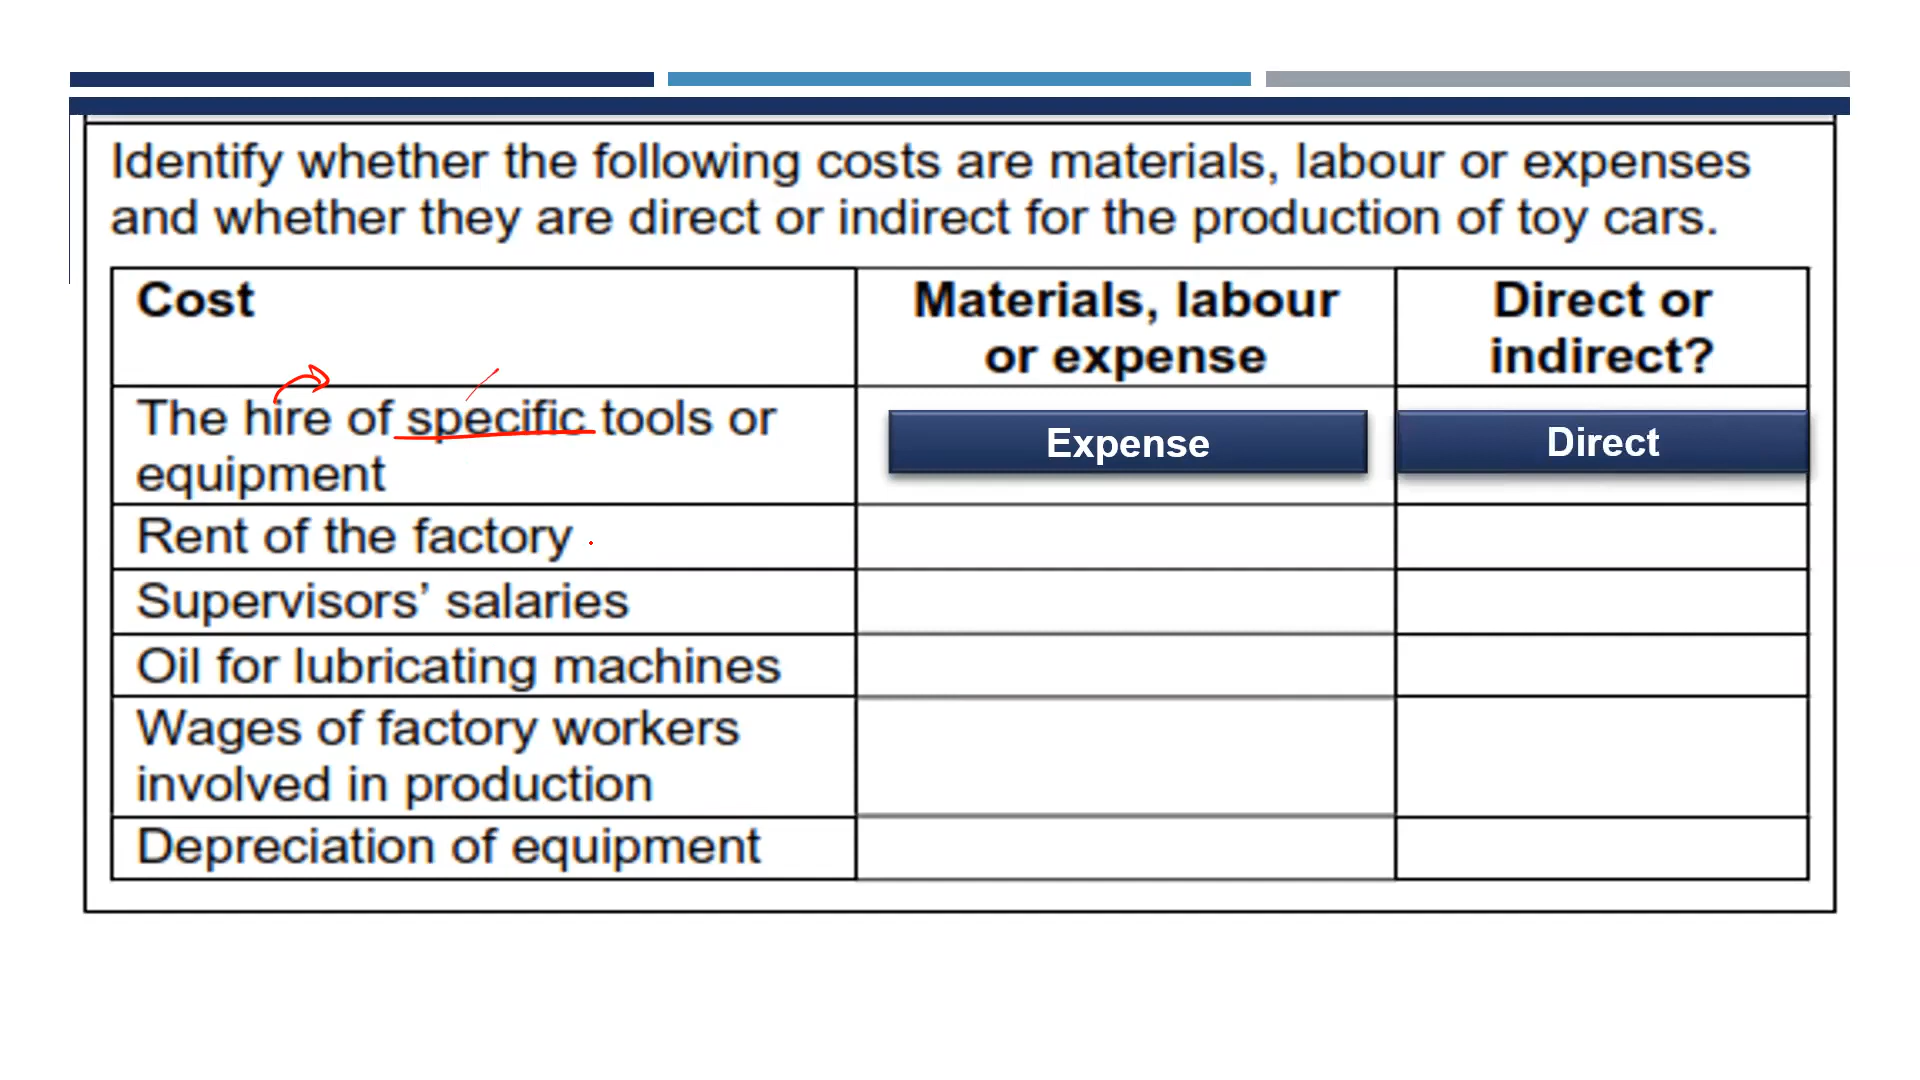 Identify whether the following costs are materials, labour or expenses
and whether they are direct or indirect for the production of toy cars.
Cost
Materials, labour
or expense
Direct or
indirect?
The hire of specific tools or
equipment
Expense
Direct
Rent of the factory
Supervisors’ salaries
Oil for lubricating machines
Wages of factory workers
involved in production
Depreciation of equipment